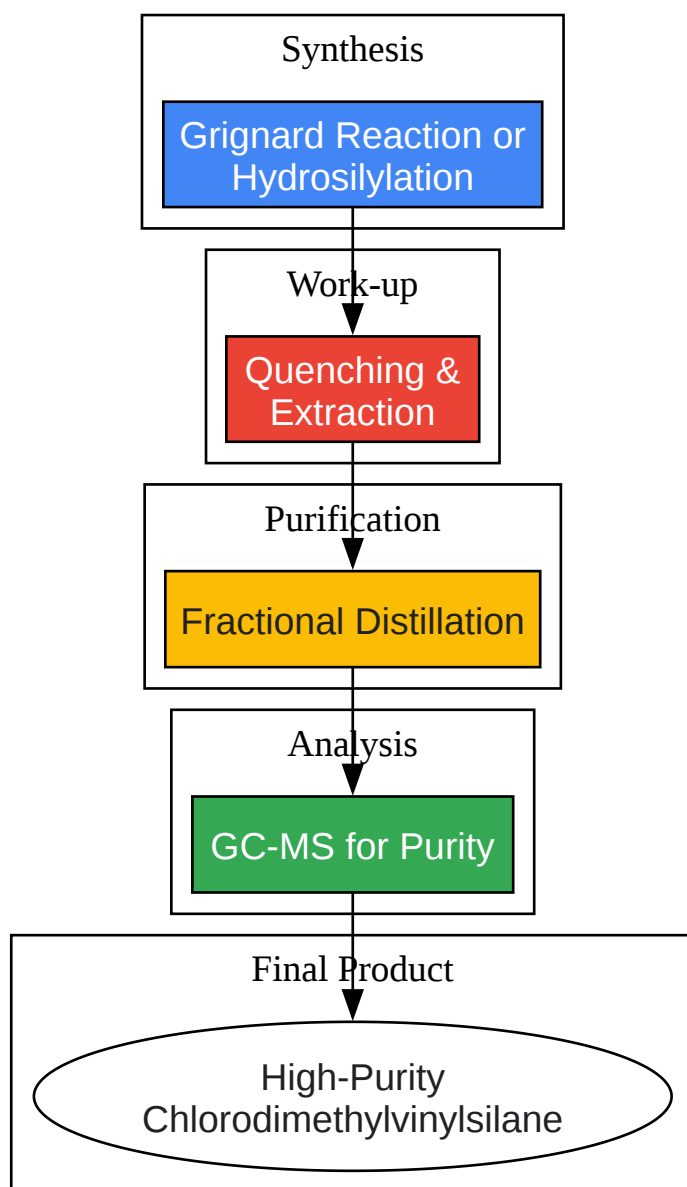 Synthesis
Grignard Reaction or
Hydrosilylation
Work-up
Quenching &
Extraction
Purification
Fractional Distillation
Analysis
GC-MS for Purity
Final Product
High-Purity
Chlorodimethylvinylsilane